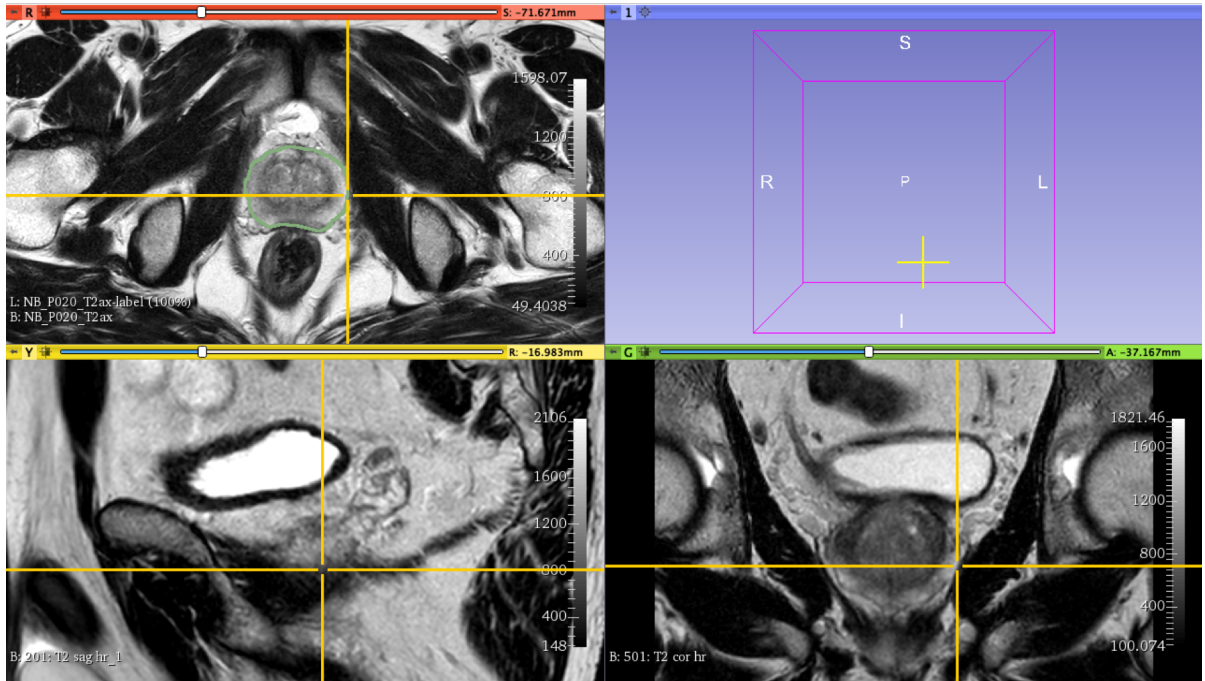 R S: -71.671mm
1598.07
1200
800
400
49.4038
L: NB_P020_T2ax-label (100%)
B: NB_P020_T2ax
1
S
R P L
I
Y R: -16.983mm
2106
1600
1200
800
400
148
B: 201: T2 sag hr_1
G A: -37.167mm
1821.46
1600
1200
800
400
100.074
B: 501: T2 cor hr